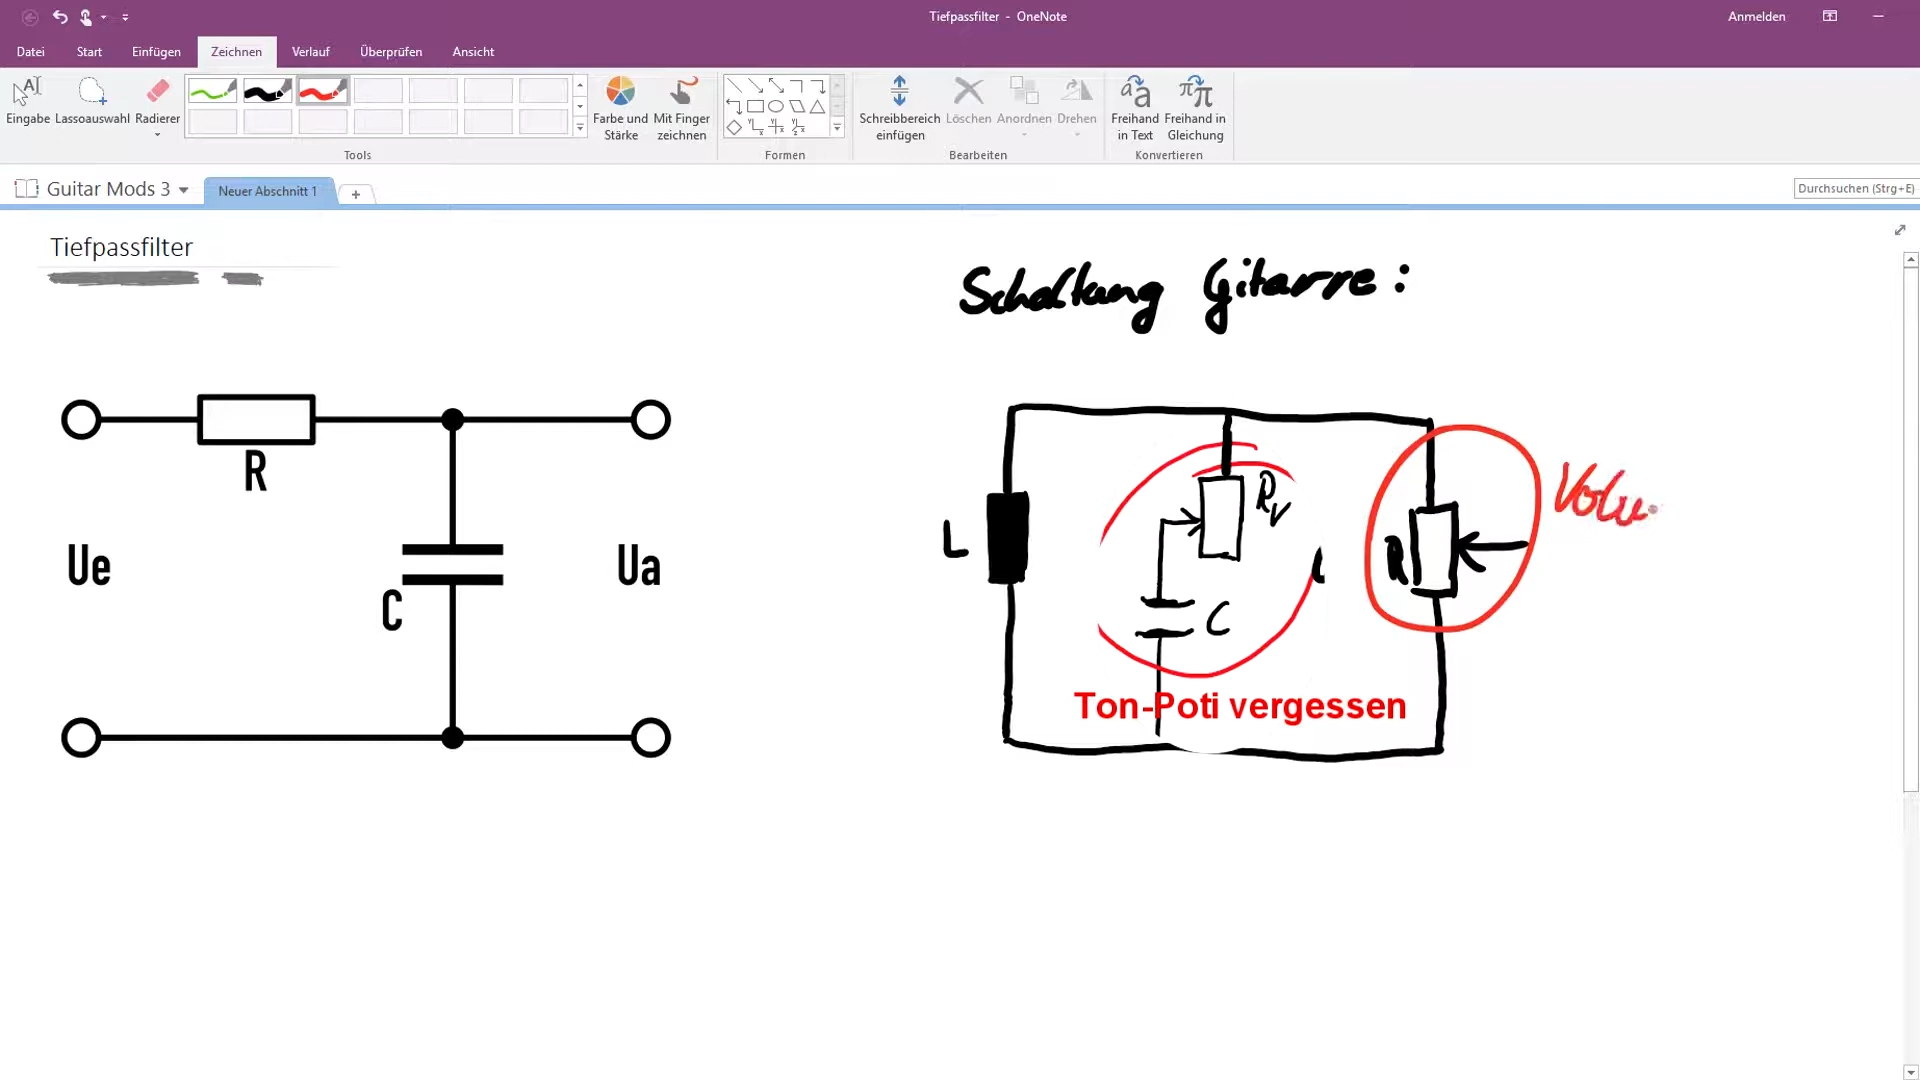 Tiefpassfilter - OneNote
Anmelden
Datei Start Einfügen Zeichnen Verlauf Überprüfen Ansicht
Eingabe Lassoauswahl Radierer
Farbe und Stärke
Mit Finger zeichnen
Schreibbereich einfügen
Löschen Anordnen Drehen
Freihand in Text
Freihand in Gleichung
Tools Formen Bearbeiten Konvertieren
Guitar Mods 3 Neuer Abschnitt 1 +
Durchsuchen (Strg+E)
Tiefpassfilter
Schaltung Gitarre:
R
Ue
C
Ua
L
RV
C
R
Volu
Ton-Poti vergessen